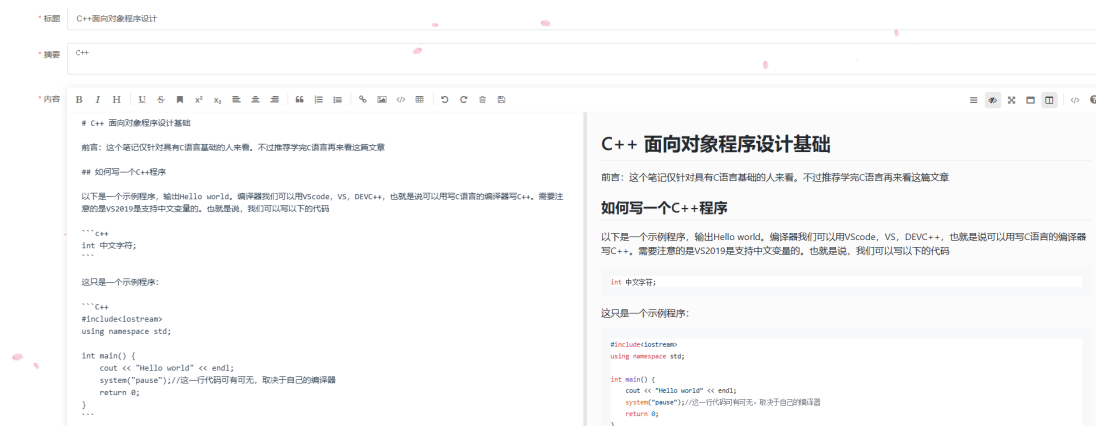 * 标题 C++面向对象程序设计
* 摘要 C++
* 内容 B I H U S x² x₂
# C++ 面向对象程序设计基础
前言：这个笔记仅针对具有C语言基础的人来看。不过推荐学完C语言再来看这篇文章
## 如何写一个C++程序
以下是一个示例程序，输出Hello world。编译器我们可以用VScode，VS，DEVC++，也就是说可以用写C语言的编译器写C++。需要注
意的是VS2019是支持中文变量的。也就是说，我们可以写以下的代码
```c++
int 中文字符;
```
这只是一个示例程序：
```C++
#include<iostream>
using namespace std;
int main() {
cout << "Hello world" << endl;
system("pause");//这一行代码可有可无，取决于自己的编译器
return 0;
}
```
C++ 面向对象程序设计基础
前言：这个笔记仅针对具有C语言基础的人来看。不过推荐学完C语言再来看这篇文章
如何写一个C++程序
以下是一个示例程序，输出Hello world。编译器我们可以用VScode，VS，DEVC++，也就是说可以用写C语言的编译器
写C++。需要注意的是VS2019是支持中文变量的。也就是说，我们可以写以下的代码
int 中文字符;
这只是一个示例程序：
#include<iostream>
using namespace std;
int main() {
cout << "Hello world" << endl;
system("pause");//这一行代码可有可无，取决于自己的编译器
return 0;
}